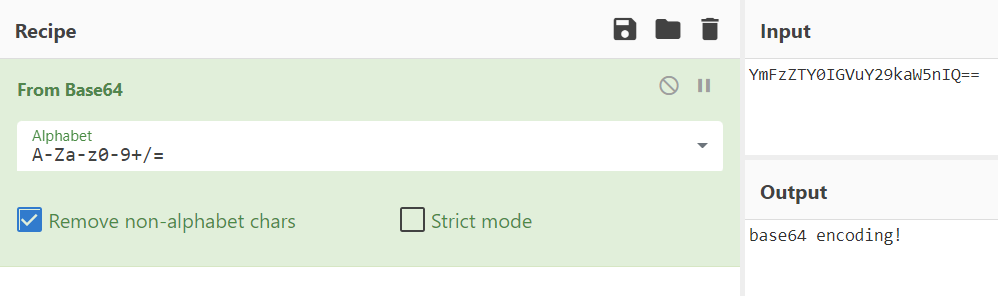 Recipe
From Base64
Alphabet
A-Za-z0-9+/=
Remove non-alphabet chars
Strict mode
Input
YmFzZTY0IGVuY29kaW5nIQ==
Output
base64 encoding!